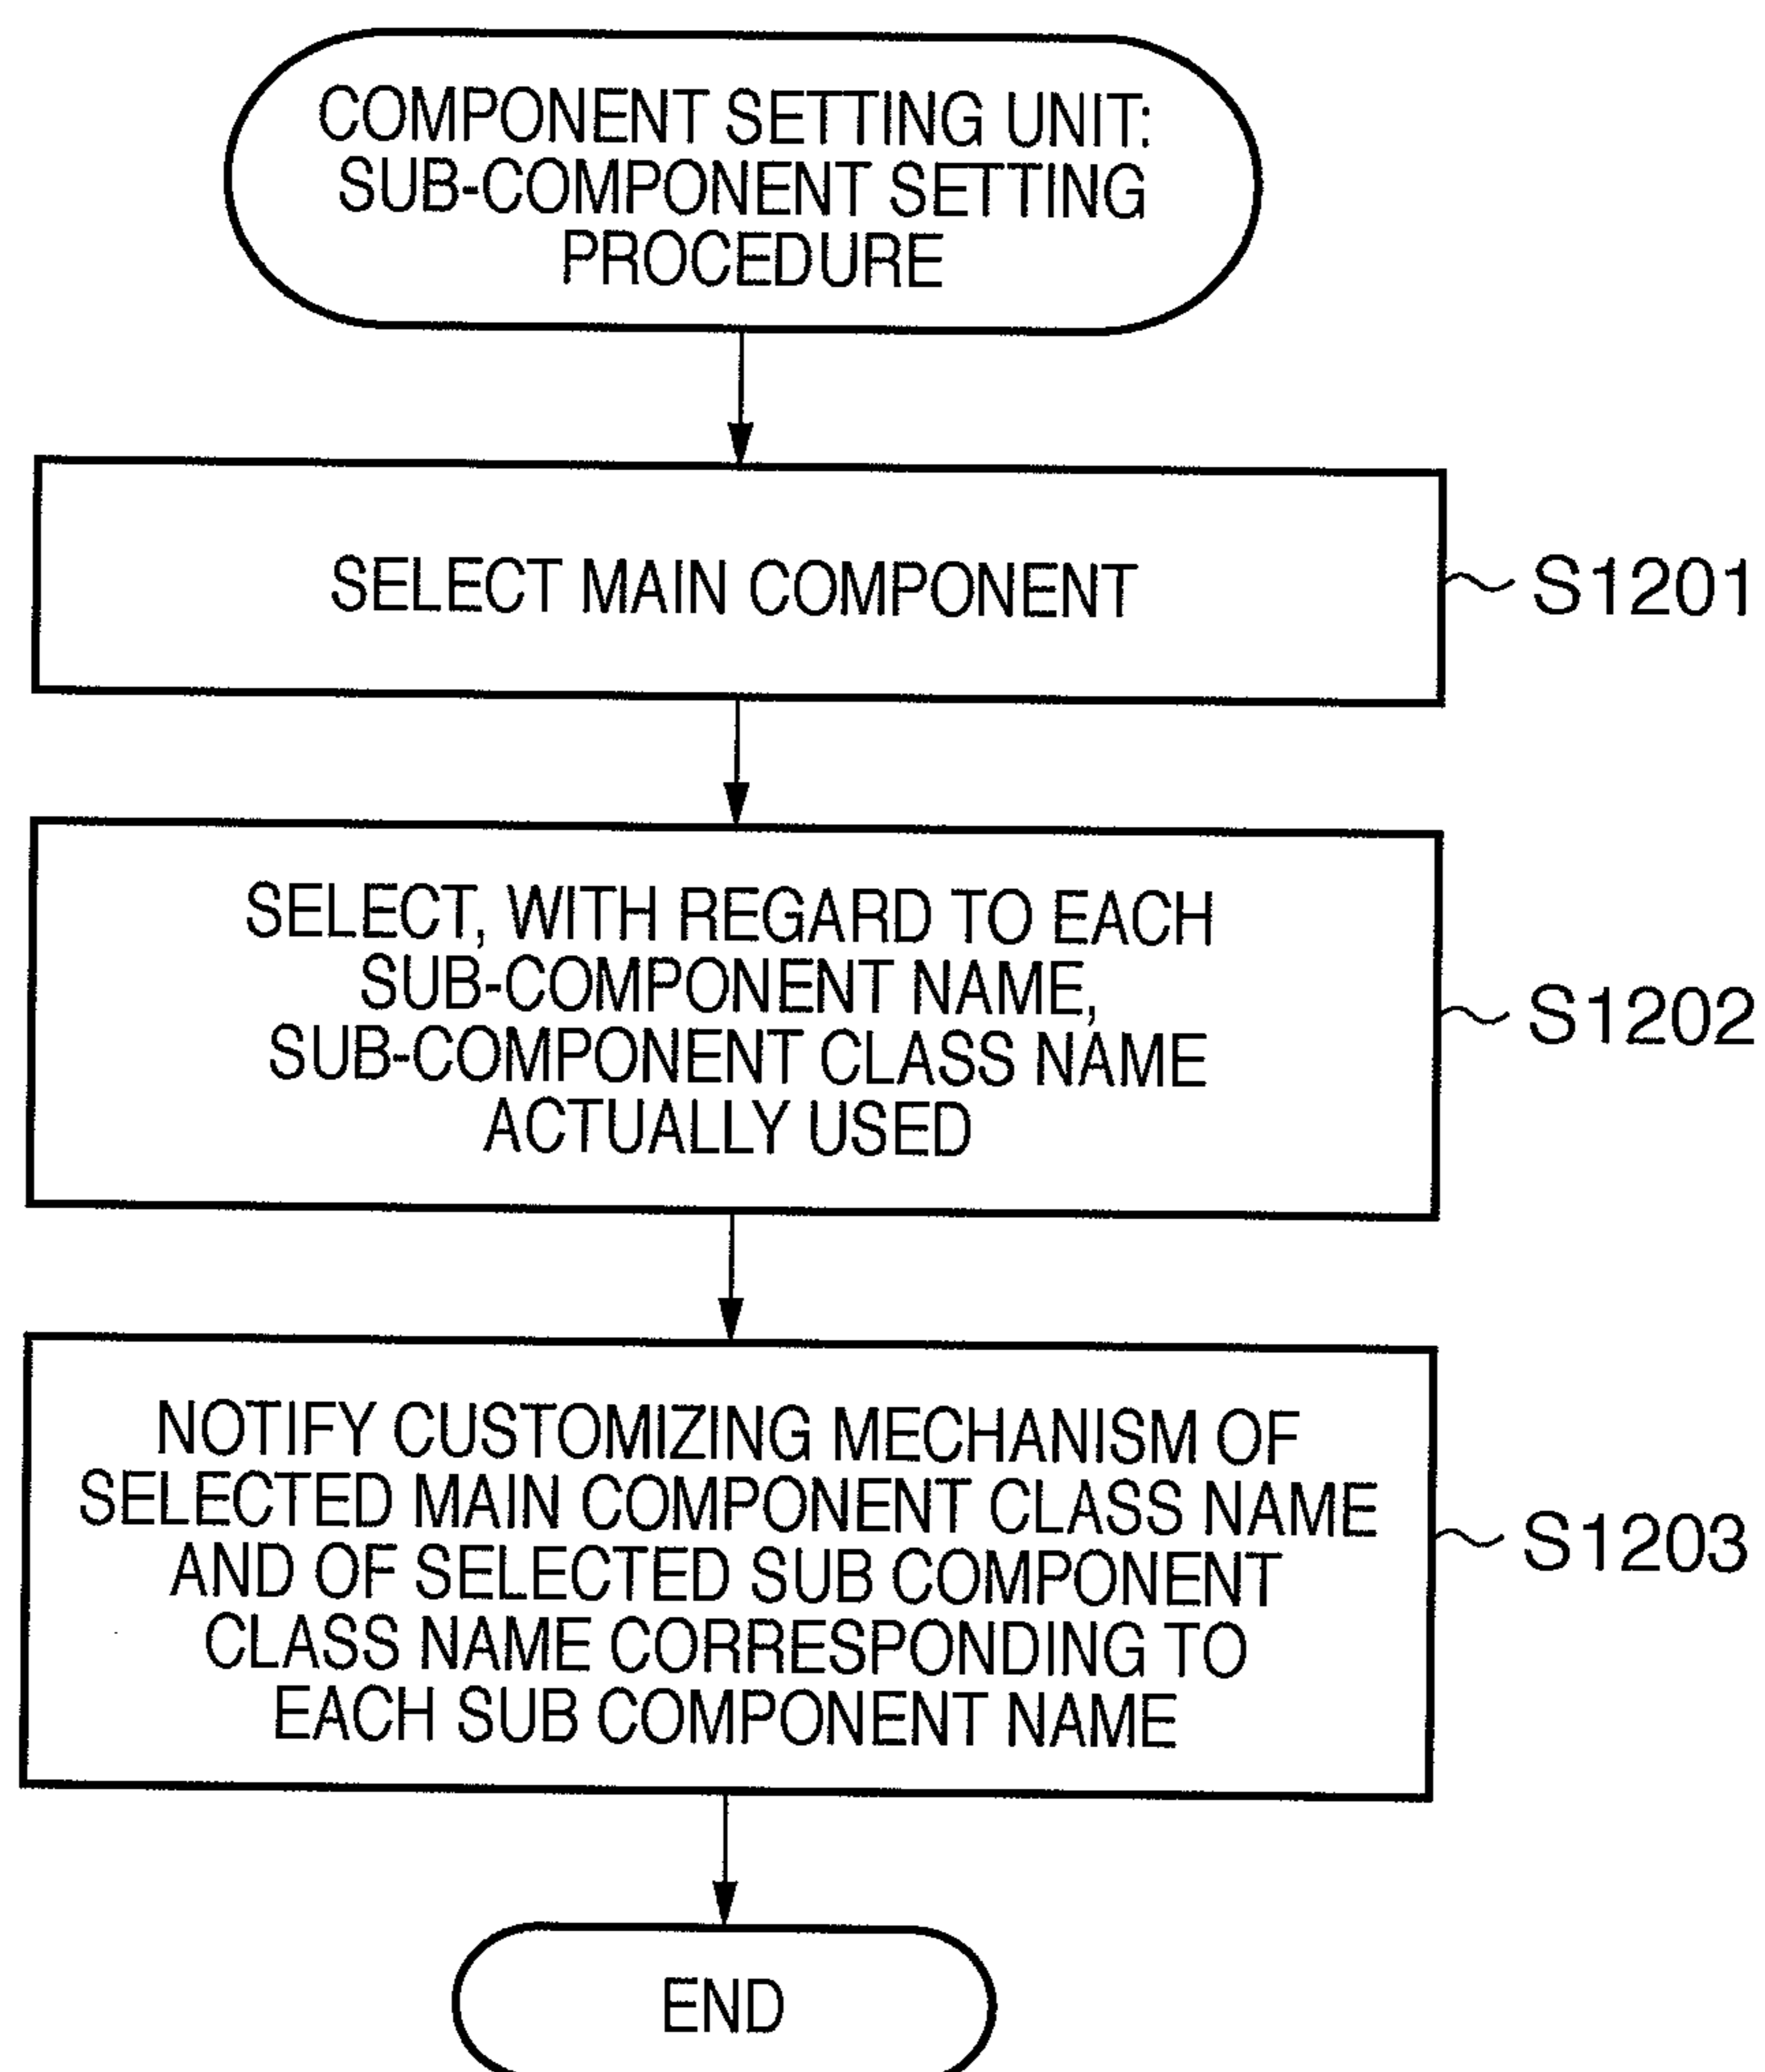 COMPONENT SETTING UNIT:
SUB-COMPONENT SETTING
PROCEDURE
SELECT MAIN COMPONENT
S1201
SELECT, WITH REGARD TO EACH
SUB-COMPONENT NAME,
SUB-COMPONENT CLASS NAME
ACTUALLY USED
S1202
NOTIFY CUSTOMIZING MECHANISM OF
SELECTED MAIN COMPONENT CLASS NAME
AND OF SELECTED SUB COMPONENT
CLASS NAME CORRESPONDING TO
EACH SUB COMPONENT NAME
S1203
END